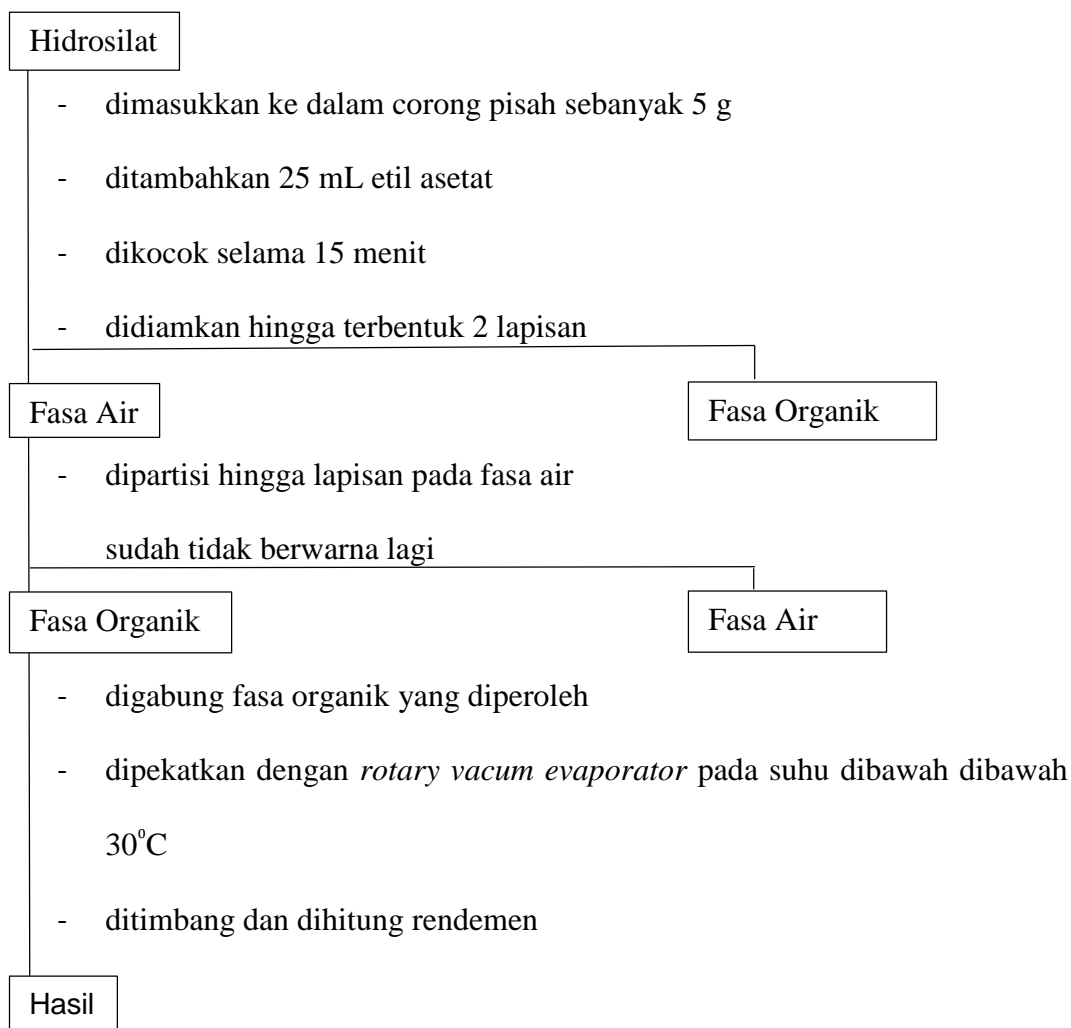 Hidrosilat
- dimasukkan ke dalam corong pisah sebanyak 5 g
- ditambahkan 25 mL etil asetat
- dikocok selama 15 menit
- didiamkan hingga terbentuk 2 lapisan
Fasa Air
Fasa Organik
- dipartisi hingga lapisan pada fasa air
sudah tidak berwarna lagi
Fasa Organik
Fasa Air
- digabung fasa organik yang diperoleh
- dipekatkan dengan rotary vacum evaporator pada suhu dibawah dibawah
30⁰C
- ditimbang dan dihitung rendemen
Hasil